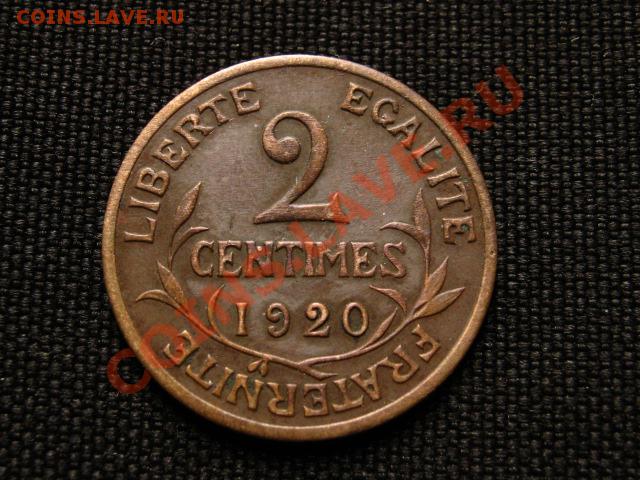 COINS.LAVE.RU
LIBERTE EGALITE
2
CENTIMES
1920
FRATERNITE
COINS.LAVE.RU